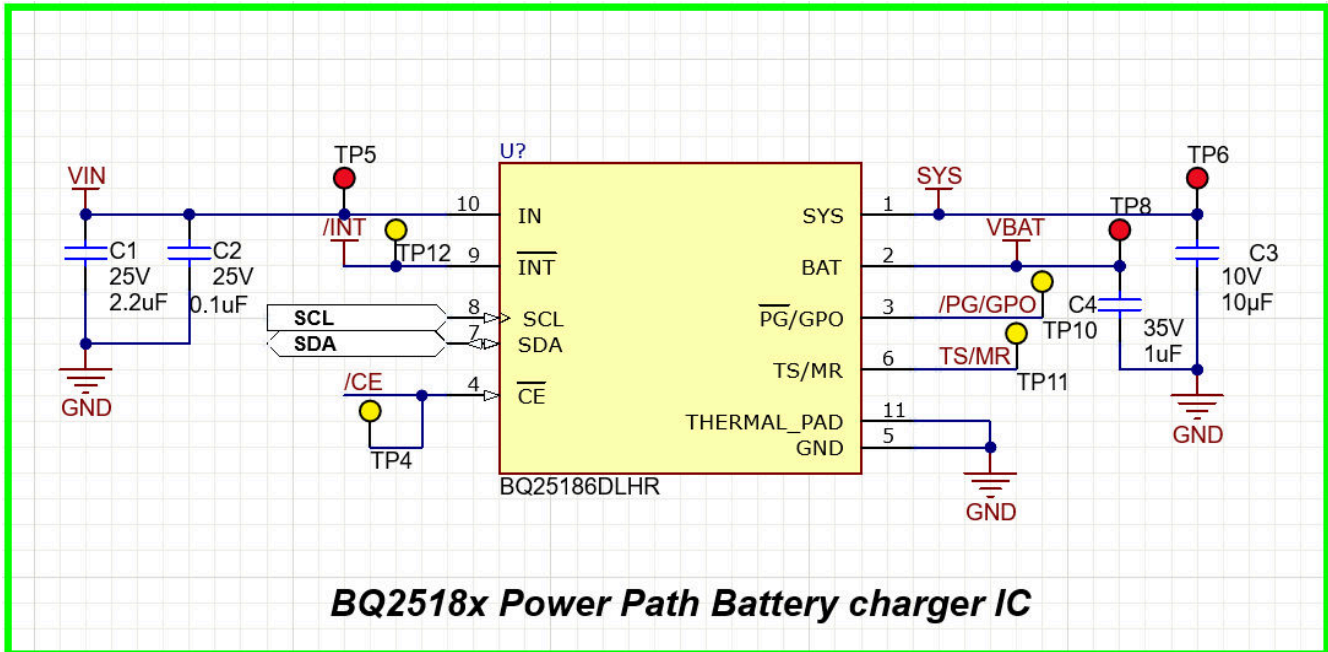 TP5
U?
TP6
VIN
SYS
TP8
10
IN
SYS
1
/INT
VBAT
C1
25V
2.2uF
C2
25V
0.1uF
TP12
9
INT
BAT
2
C3
10V
10µF
SCL
8
SCL
PG/GPO
3
/PG/GPO
TP10
C4
35V
1uF
SDA
7
SDA
TS/MR
6
TS/MR
TP11
/CE
4
CE
GND
TP4
THERMAL_PAD
11
GND
5
GND
BQ25186DLHR
GND
BQ2518x Power Path Battery charger IC